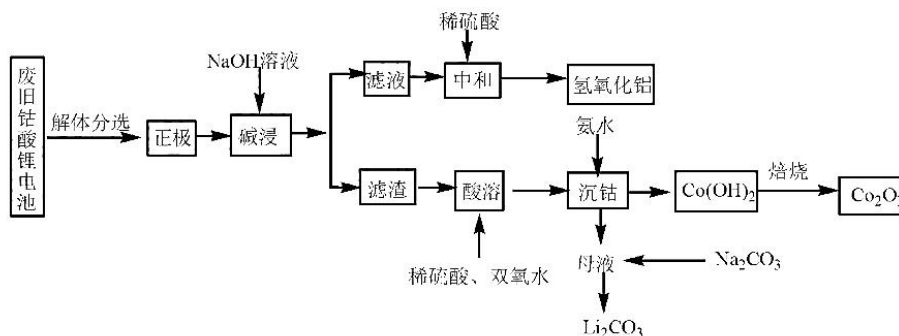 稀硫酸
NaOH溶液
废旧钴酸锂电池
解体分选
正极
碱浸
滤液
中和
氢氧化铝
氨水
滤渣
酸溶
沉钴
Co(OH)₂
焙烧
Co₂O₃
稀硫酸、双氧水
母液
Na₂CO₃
Li₂CO₃